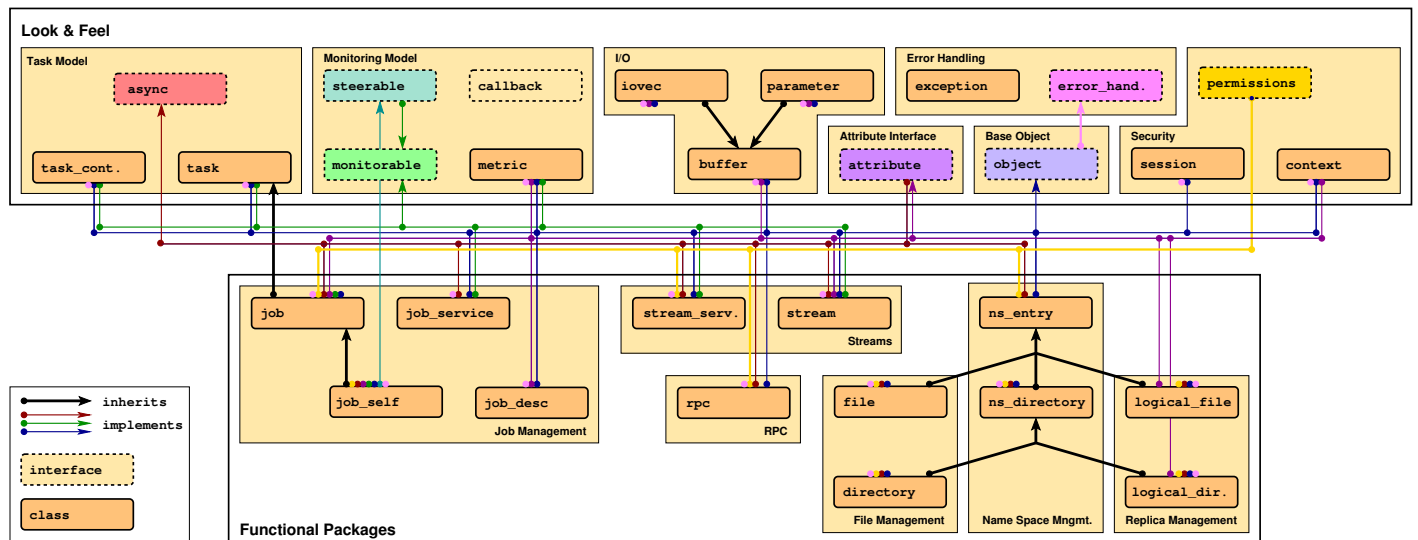 Look & Feel
Task Model
async
task_cont.
task
Monitoring Model
steerable
callback
monitorable
metric
I/O
iovec
parameter
buffer
Error Handling
exception
error_hand.
Attribute Interface
attribute
Base Object
object
Security
permissions
session
context
job
job_service
job_self
job_desc
Job Management
stream_serv.
stream
Streams
rpc
RPC
ns_entry
file
ns_directory
logical_file
directory
logical_dir.
File Management
Name Space Mngmt.
Replica Management
Functional Packages
inherits
implements
interface
class